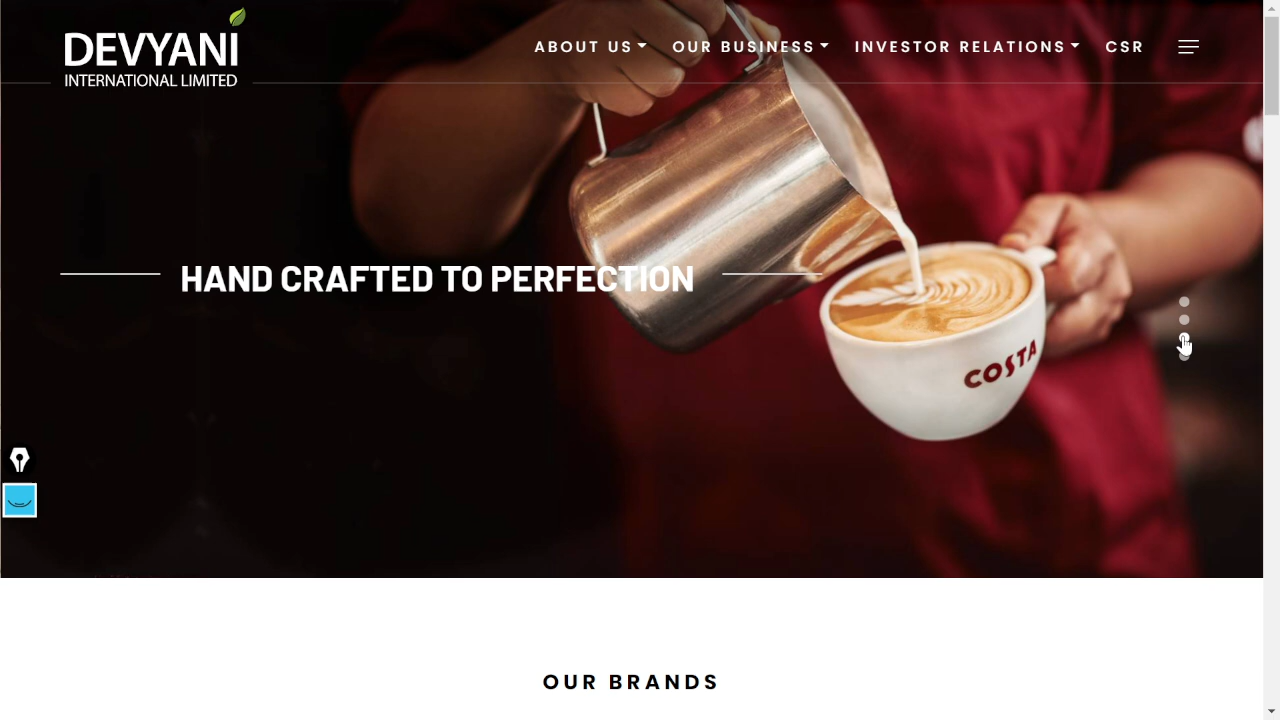 DEVYANI
INTERNATIONAL LIMITED
ABOUT US
OUR BUSINESS
INVESTOR RELATIONS
CSR
HAND CRAFTED TO PERFECTION
COSTA
OUR BRANDS